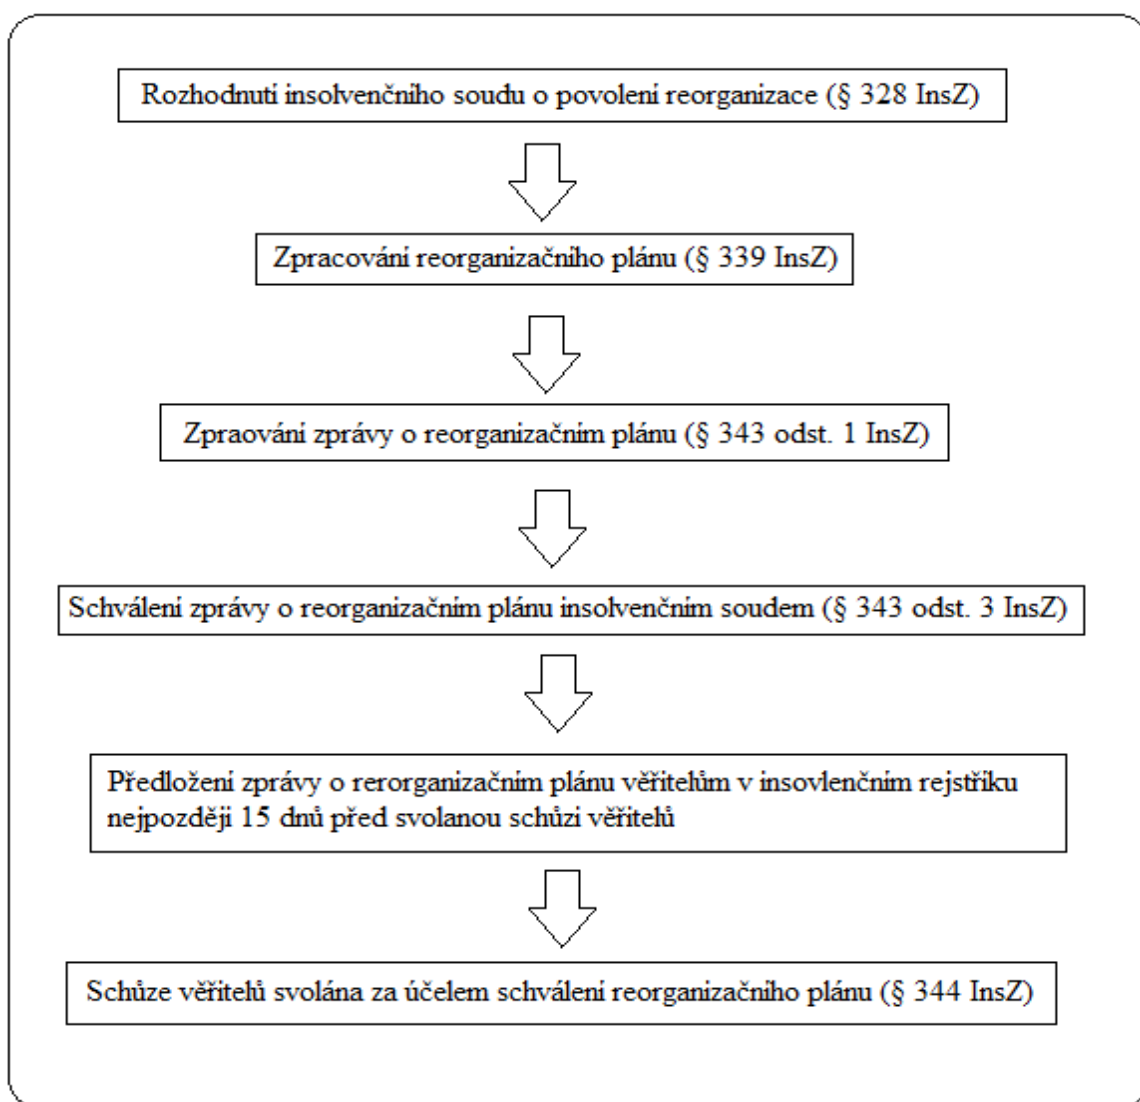 Rozhodnutí insolvenčního soudu o povolení reorganizace (§ 328 InsZ)
Zpracování reorganizačního plánu (§ 339 InsZ)
Zpraování zprávy o reorganizačním plánu (§ 343 odst. 1 InsZ)
Schválení zprávy o reorganizačním plánu insolvenčním soudem (§ 343 odst. 3 InsZ)
Předložení zprávy o rerorganizačním plánu věřitelům v insovlenčním rejstříku
nejpozději 15 dnů před svolanou schůzi věřitelů
Schůze věřitelů svolána za účelem schválení reorganizačního plánu (§ 344 InsZ)